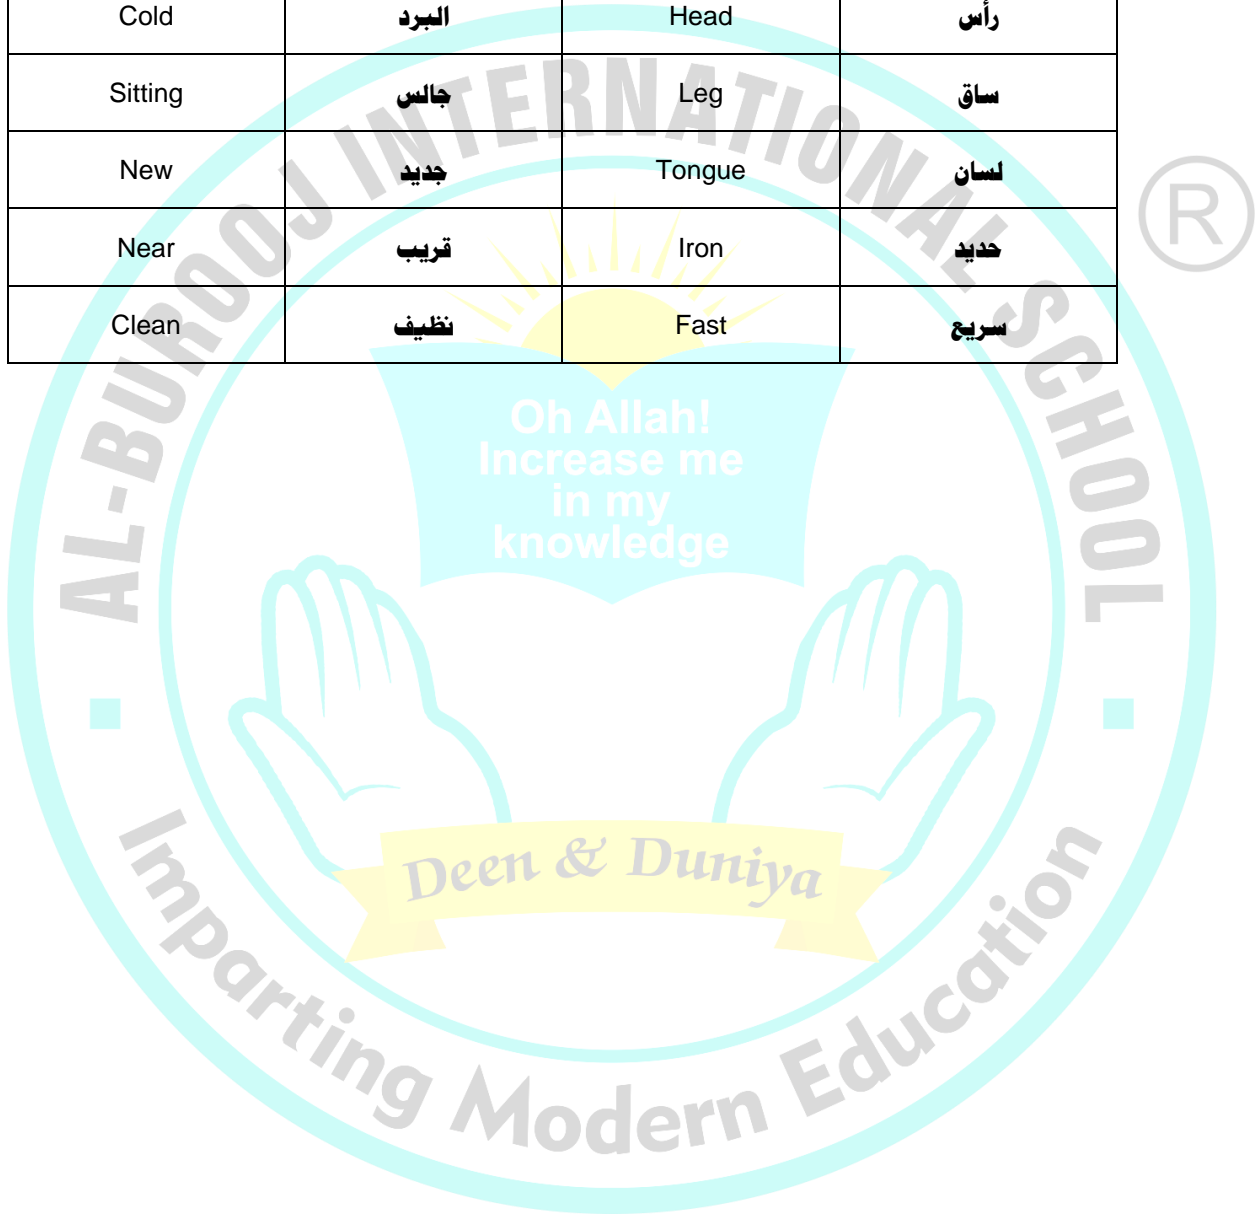 Cold البرد Head رأس
Sitting جالس Leg ساق
New جديد Tongue لسان
Near قريب Iron حديد
Clean نظيف Fast سريع
AL-BUROOJ INTERNATIONAL SCHOOL
®
Oh Allah!
Increase me
in my
knowledge
Deen & Duniya
Imparting Modern Education